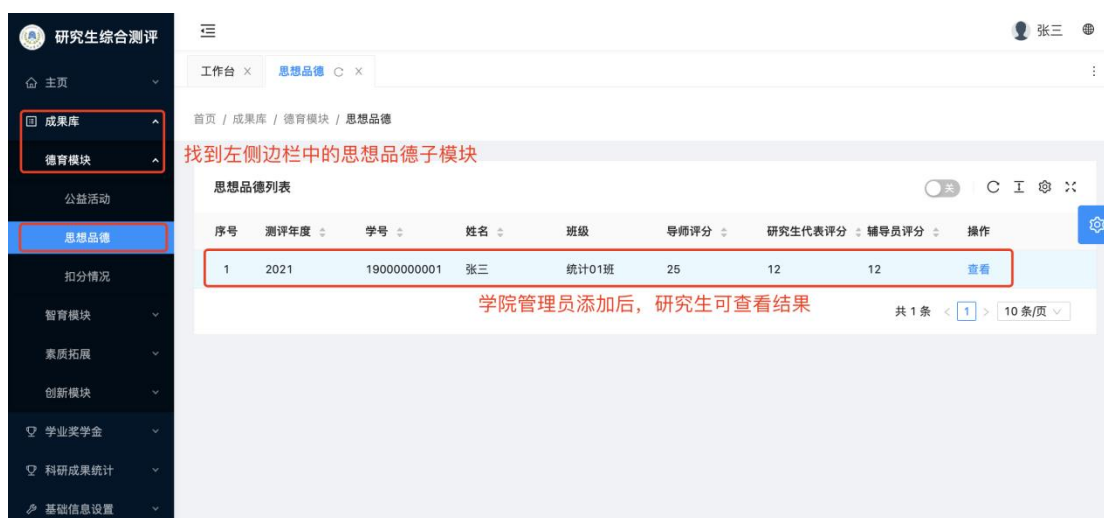 研究生综合测评
张三
主页
工作台 思想品德
成果库
首页 / 成果库 / 德育模块 / 思想品德
德育模块
找到左侧边栏中的思想品德子模块
公益活动
思想品德列表 关
思想品德
序号 测评年度 学号 姓名 班级 导师评分 研究生代表评分 辅导员评分 操作
扣分情况
1 2021 19000000001 张三 统计01班 25 12 12 查看
学院管理员添加后，研究生可查看结果
智育模块
共 1 条 < 1 > 10 条/页
素质拓展
创新模块
学业奖学金
科研成果统计
基础信息设置